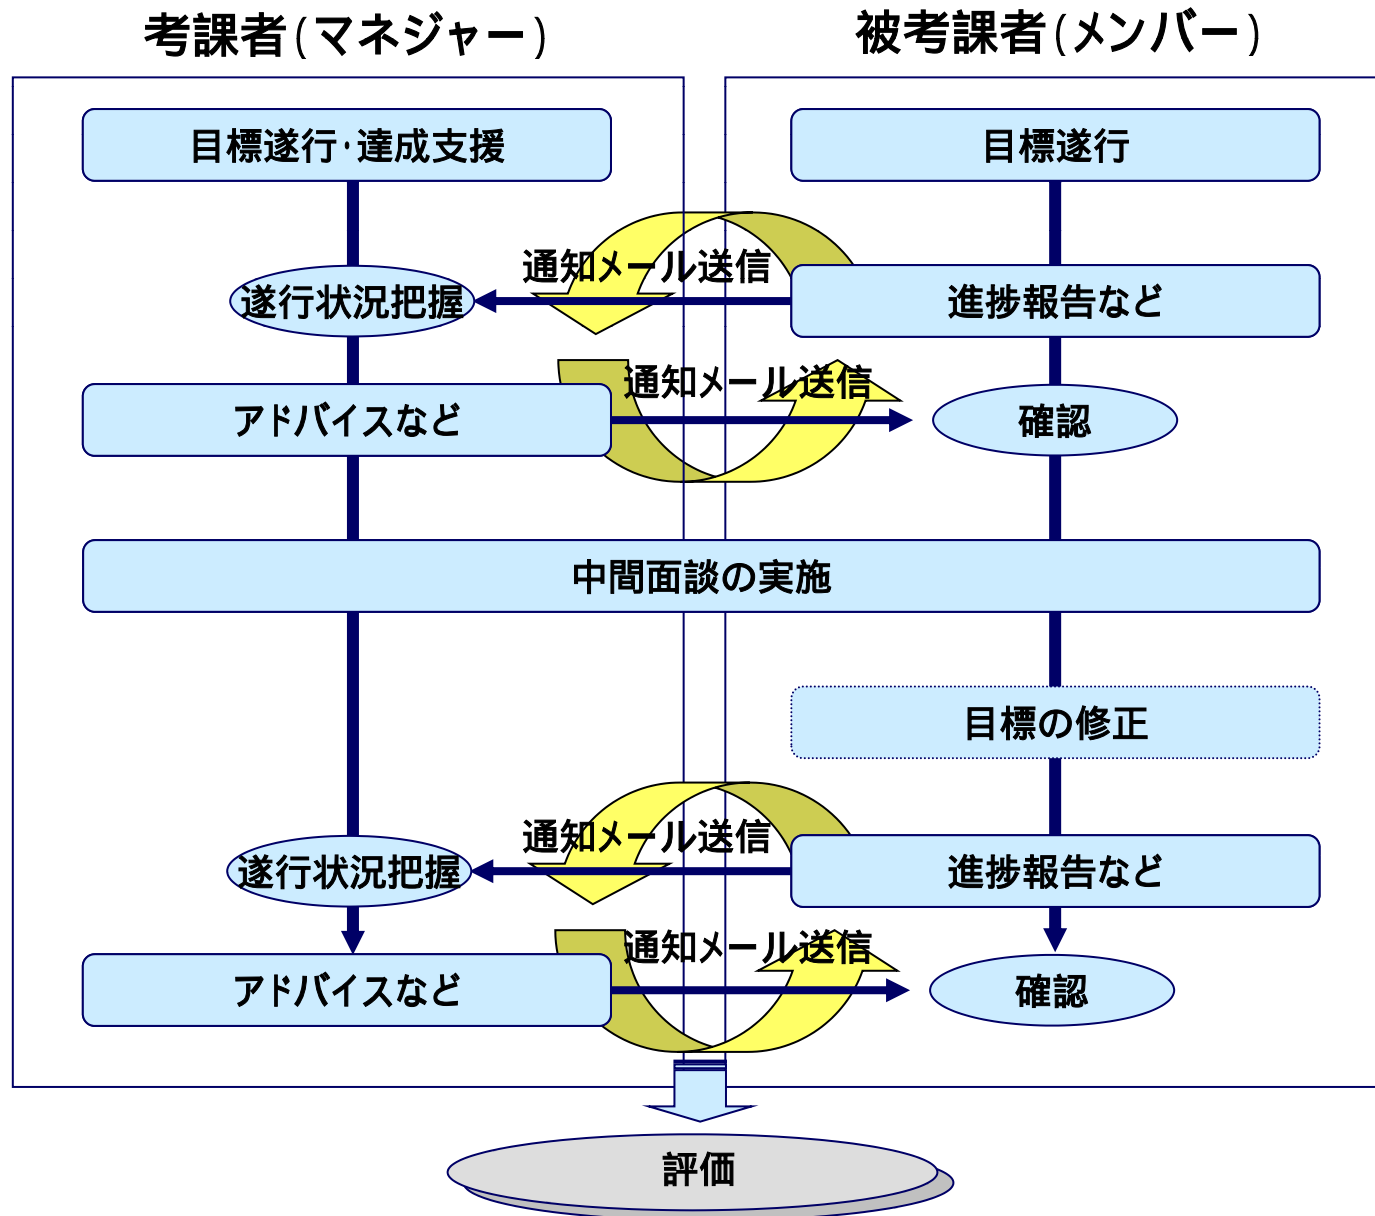 考課者(マネジャー)
被考課者(メンバー)
目標遂行・達成支援
目標遂行
通知メール送信
遂行状況把握
進捗報告など
通知メール送信
アドバイスなど
確認
中間面談の実施
目標の修正
通知メール送信
遂行状況把握
進捗報告など
通知メール送信
アドバイスなど
確認
評価